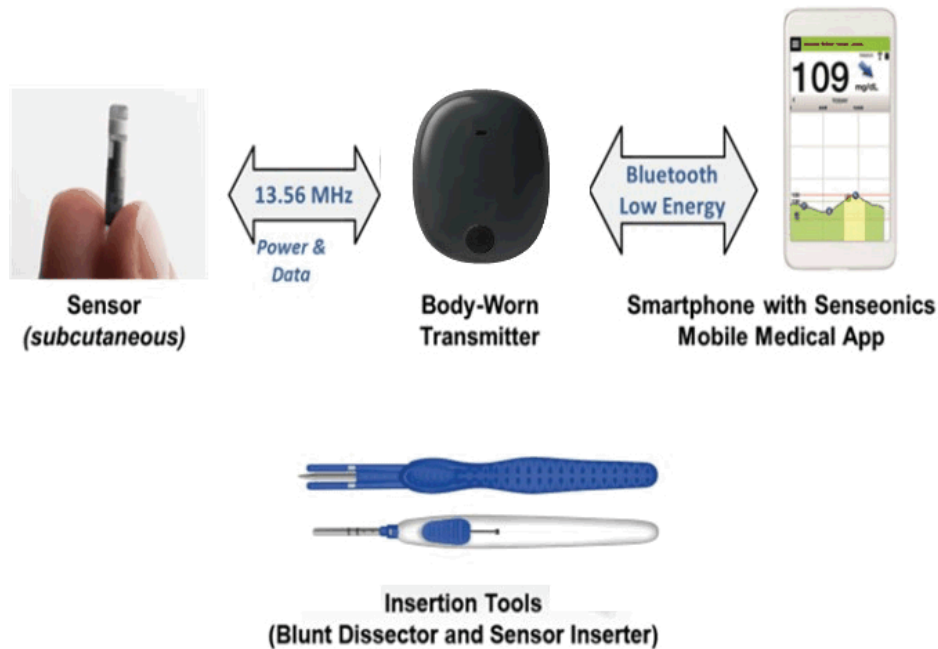 109
mg/dL
TODAY
13.56 MHz
Power &
Data
Bluetooth
Low Energy
Sensor
(subcutaneous)
Body-Worn
Transmitter
Smartphone with Senseonics
Mobile Medical App
Insertion Tools
(Blunt Dissector and Sensor Inserter)